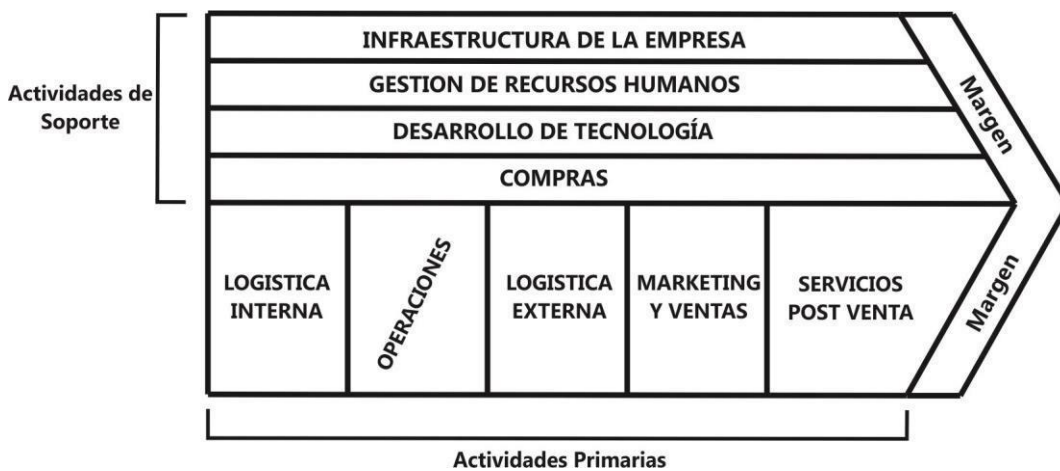 INFRAESTRUCTURA DE LA EMPRESA
GESTION DE RECURSOS HUMANOS
Actividades de
Soporte
DESARROLLO DE TECNOLOGÍA
COMPRAS
Margen
LOGISTICA
INTERNA
OPERACIONES
LOGISTICA
EXTERNA
MARKETING
Y VENTAS
SERVICIOS
POST VENTA
Margen
Actividades Primarias